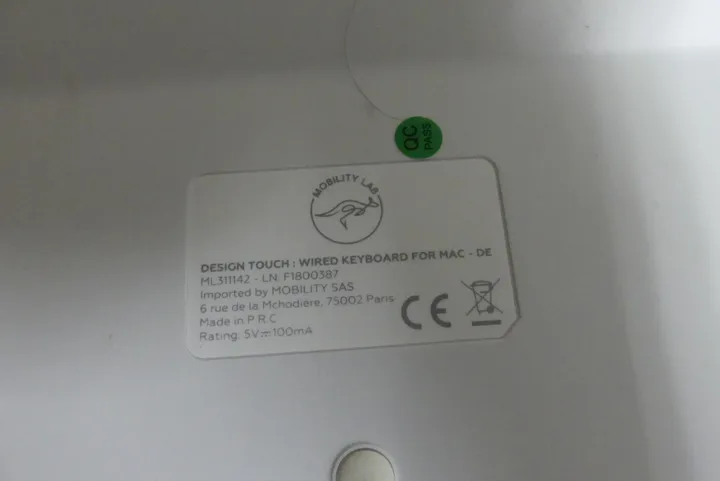 QC
PASS
MOBILITY LAB
DESIGN TOUCH : WIRED KEYBOARD FOR MAC - DE
ML311142 - LN: F1800387
Imported by MOBILITY SAS
6 rue de la Mchodière, 75002 Paris
Made in P.R.C
Rating: 5V⎓100mA
CE